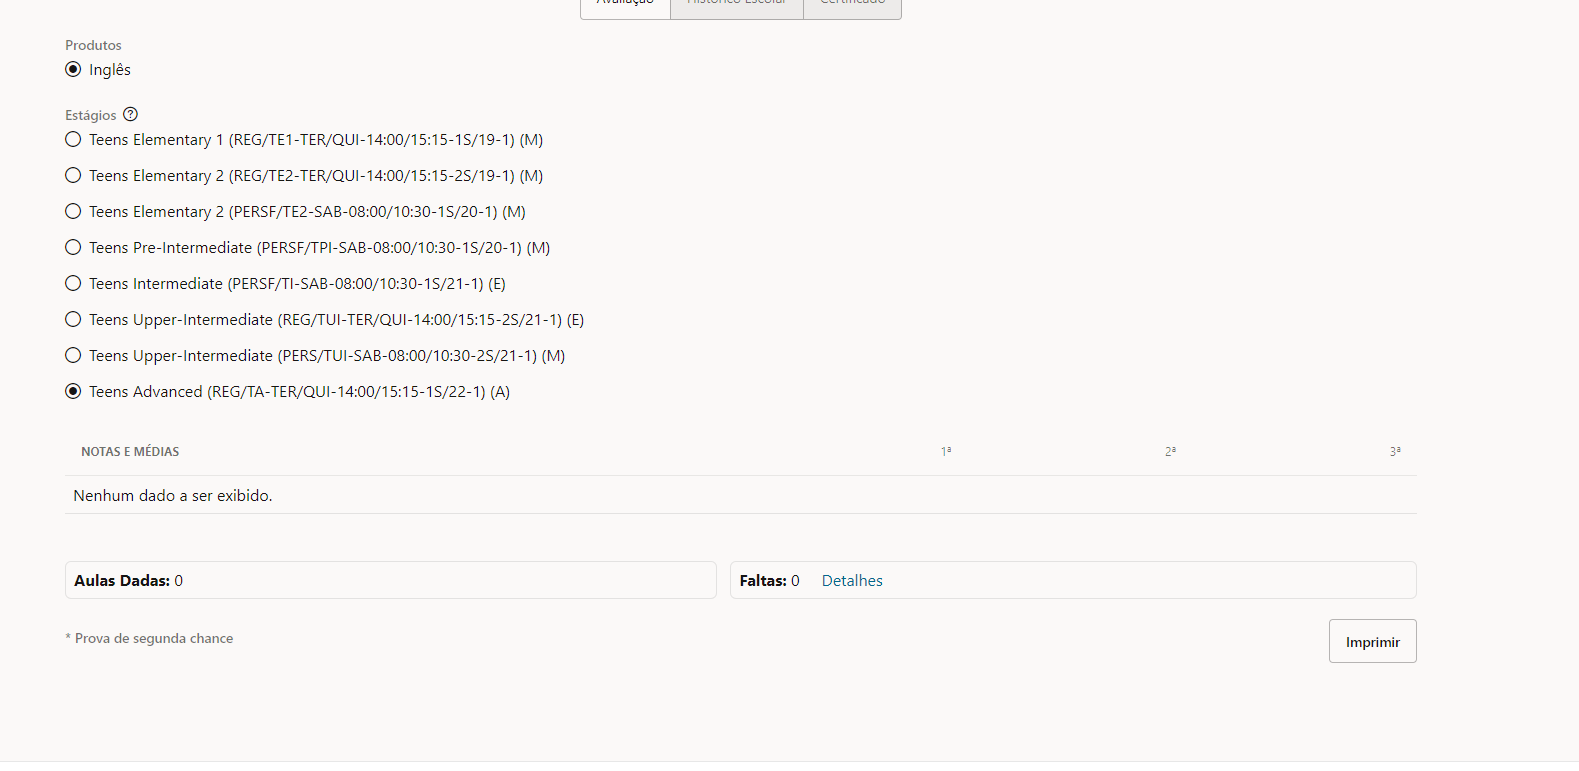 Avaliação Histórico Escolar Certificado
Produtos
Inglês
Estágios ?
Teens Elementary 1 (REG/TE1-TER/QUI-14:00/15:15-1S/19-1) (M)
Teens Elementary 2 (REG/TE2-TER/QUI-14:00/15:15-2S/19-1) (M)
Teens Elementary 2 (PERSF/TE2-SAB-08:00/10:30-1S/20-1) (M)
Teens Pre-Intermediate (PERSF/TPI-SAB-08:00/10:30-1S/20-1) (M)
Teens Intermediate (PERSF/TI-SAB-08:00/10:30-1S/21-1) (E)
Teens Upper-Intermediate (REG/TUI-TER/QUI-14:00/15:15-2S/21-1) (E)
Teens Upper-Intermediate (PERS/TUI-SAB-08:00/10:30-2S/21-1) (M)
Teens Advanced (REG/TA-TER/QUI-14:00/15:15-1S/22-1) (A)
NOTAS E MÉDIAS 1ª 2ª 3ª
Nenhum dado a ser exibido.
Aulas Dadas: 0 Faltas: 0 Detalhes
* Prova de segunda chance
Imprimir